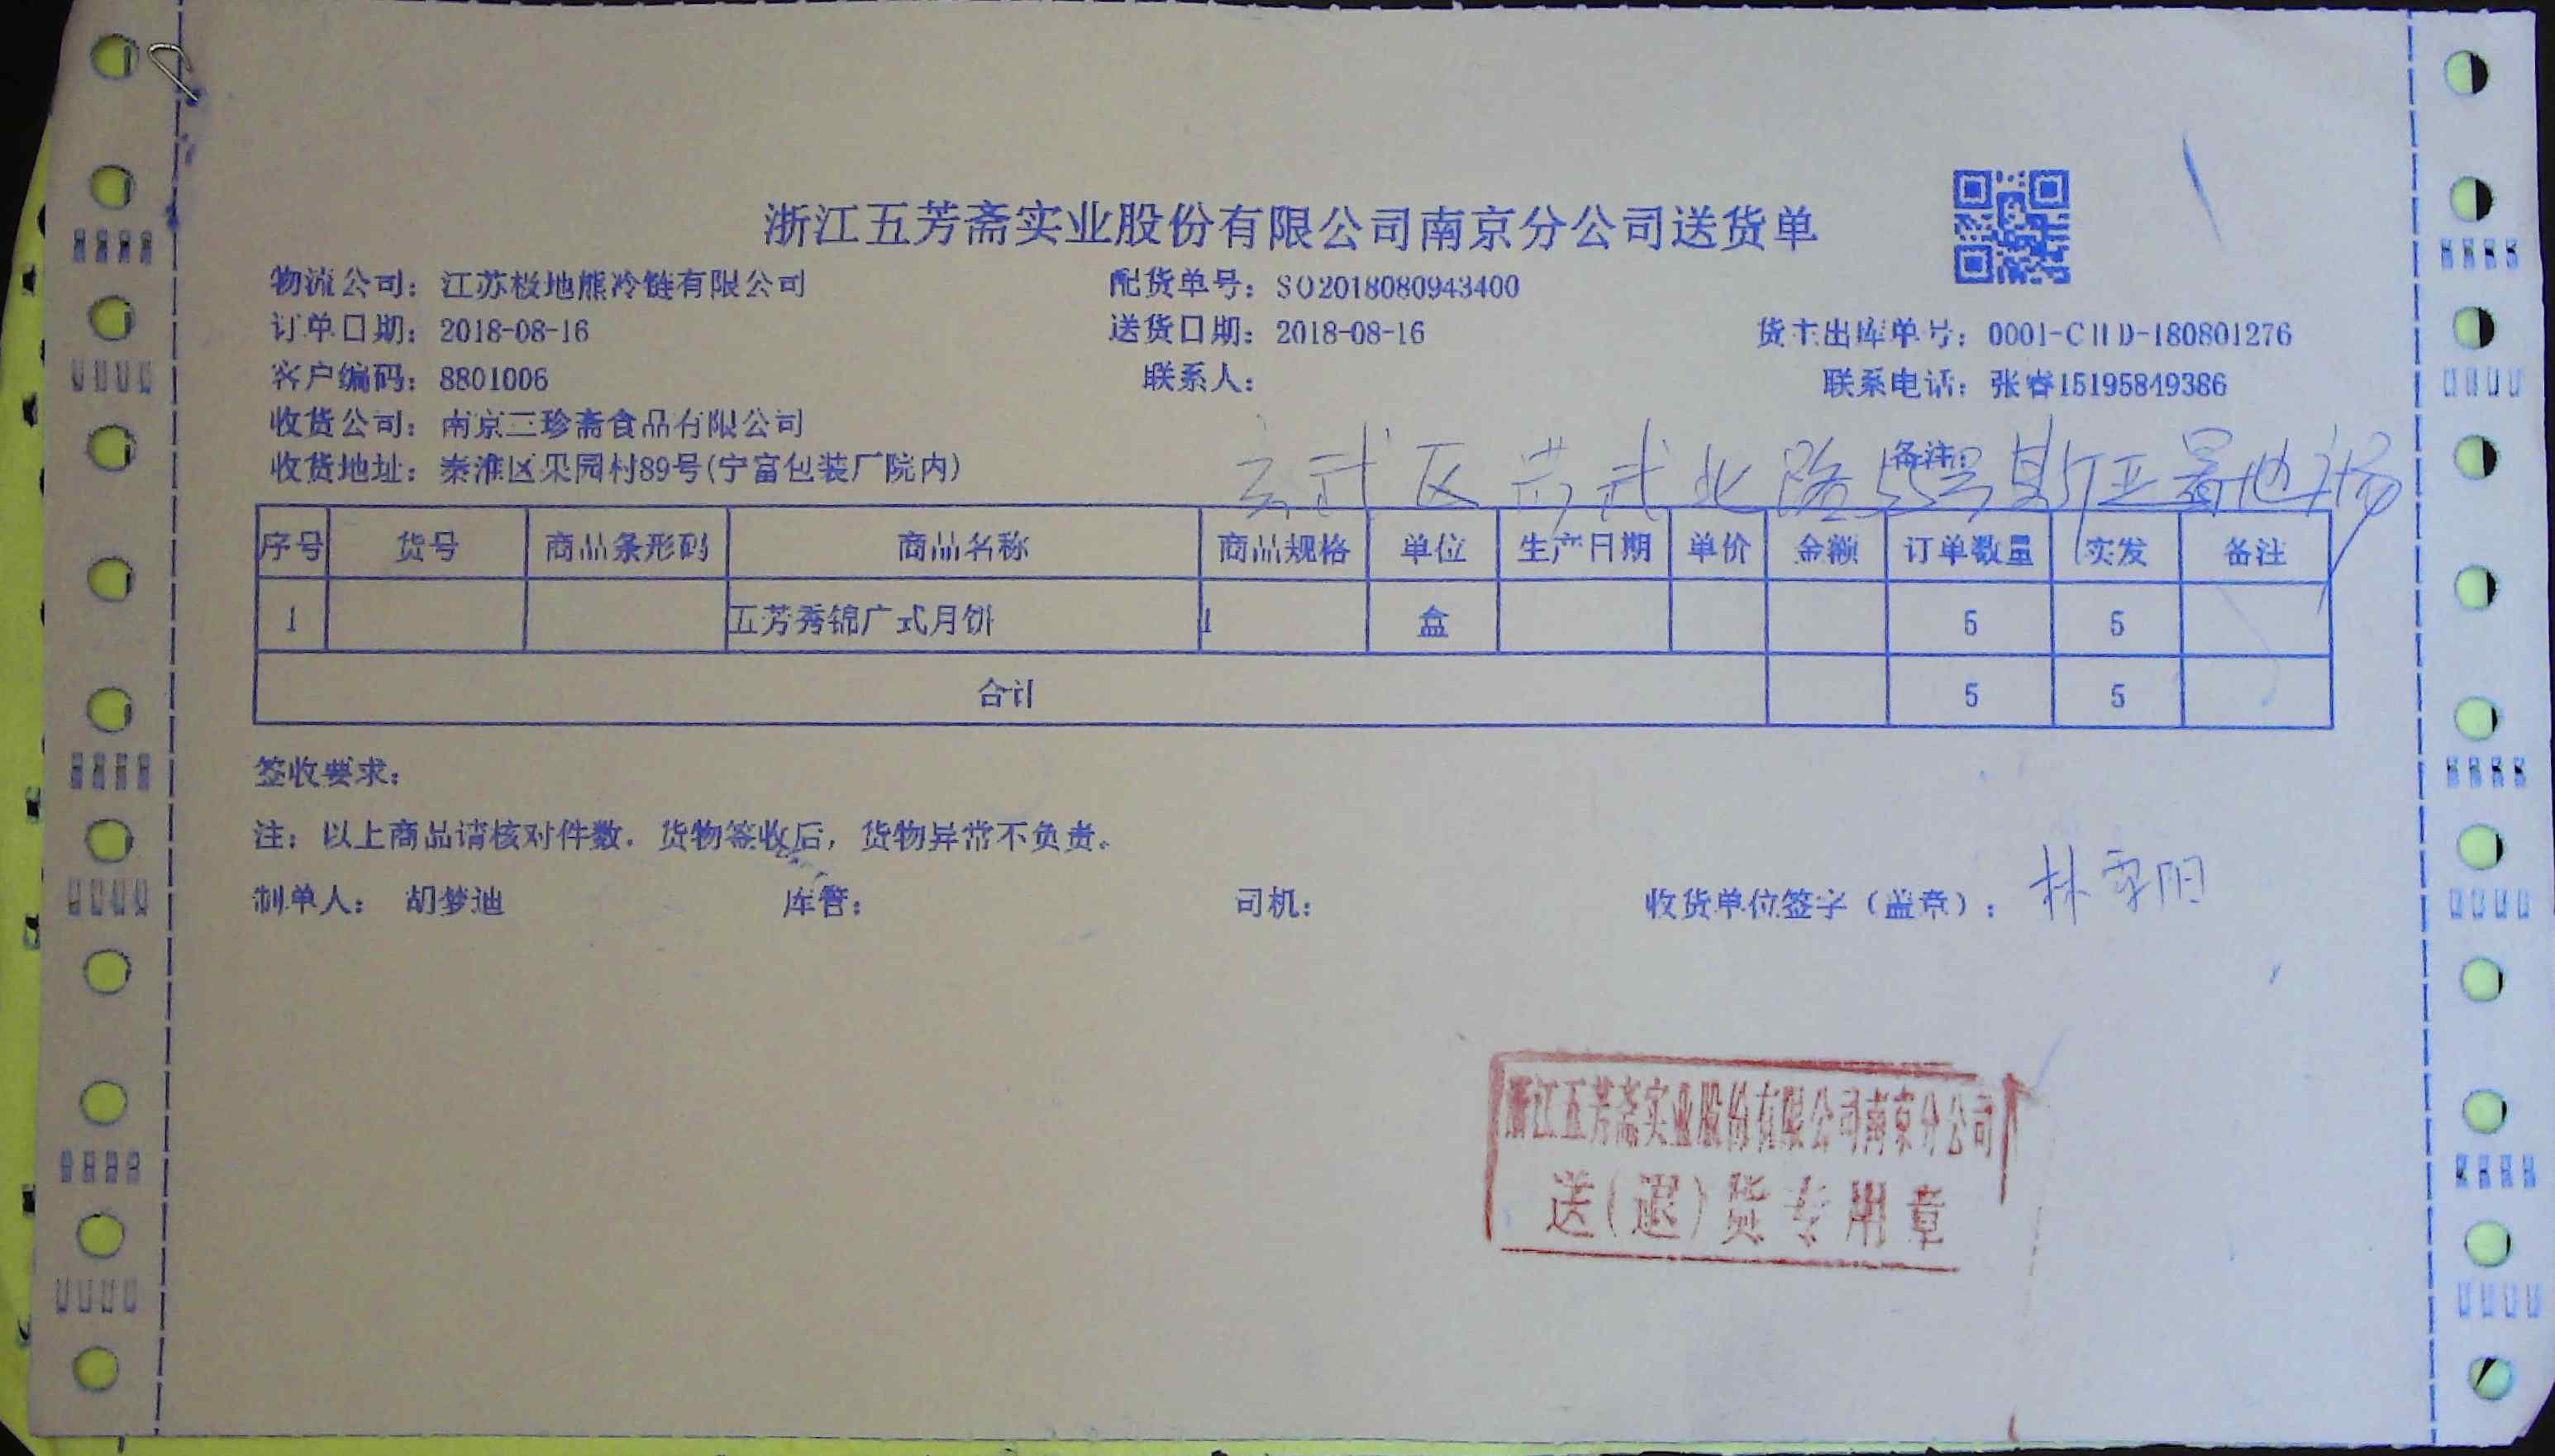 浙江五芳斋实业股份有限公司南京分公司送货单
物流公司：江苏极地熊冷链有限公司 配货单号：SO2018080943400
订单日期：2018-08-16 送货日期：2018-08-16 货主出库单号：0001-CHD-180801276
客户编码：8801006 联系人： 联系电话：张睿15195849386
收货公司：南京三珍斋食品有限公司
收货地址：秦淮区果园村89号(宁富包装厂院内) 备注：
玄武区 武北路55号
序号 货号 商品条形码 商品名称 商品规格 单位 生产日期 单价 金额 订单数量 实发 备注
1 五芳秀锦广式月饼 1 盒 5 5
合计 5 5
签收要求：
注：以上商品请核对件数，货物签收后，货物异常不负责。
制单人： 胡梦迪 库管： 司机： 收货单位签字（盖章）： 林 阳
浙江五芳斋实业股份有限公司南京分公司
送(退)货专用章